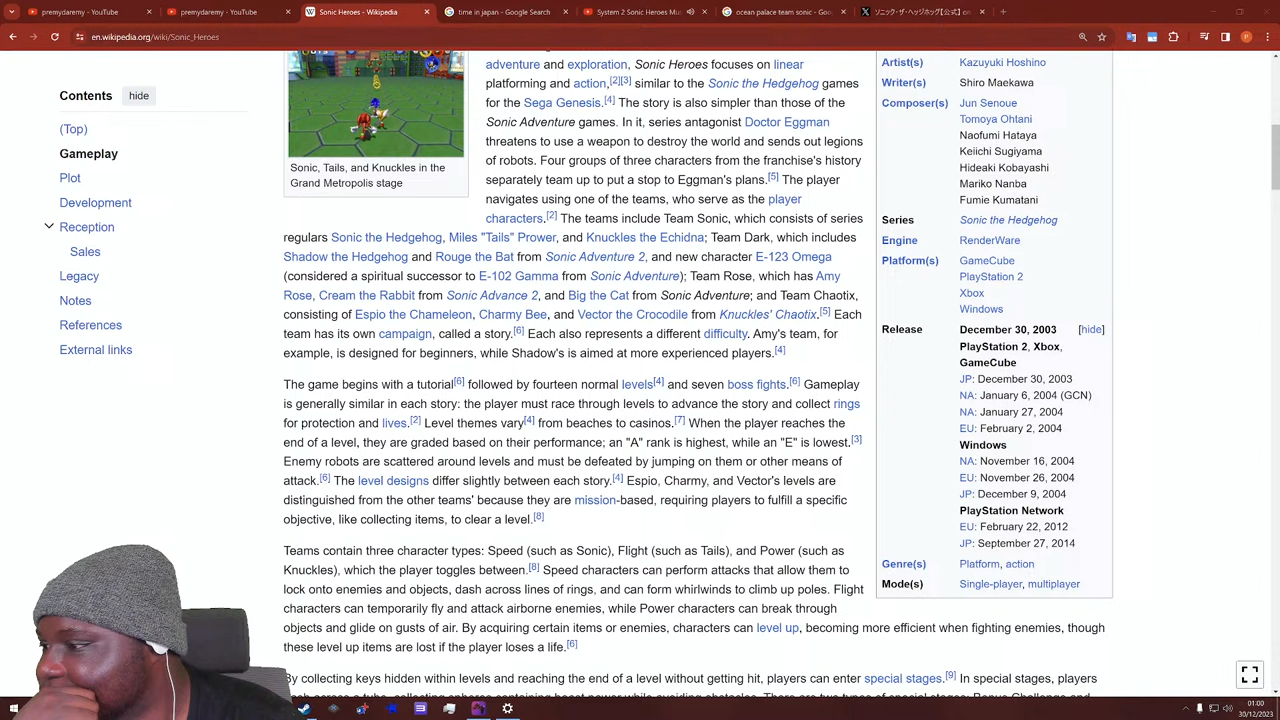 premydaremy - YouTube
premydaremy - YouTube
Sonic Heroes - Wikipedia
time in japan - Google Search
System 2 Sonic Heroes Mu
ocean palace team sonic - Goo
ソニック・ザ・ヘッジホッグ【公式】 on
en.wikipedia.org/wiki/Sonic_Heroes
Contents hide
(Top)
Gameplay
Plot
Development
Reception
Sales
Legacy
Notes
References
External links
Sonic, Tails, and Knuckles in the
Grand Metropolis stage
adventure and exploration, Sonic Heroes focuses on linear
platforming and action,[2][3] similar to the Sonic the Hedgehog games
for the Sega Genesis.[4] The story is also simpler than those of the
Sonic Adventure games. In it, series antagonist Doctor Eggman
threatens to use a weapon to destroy the world and sends out legions
of robots. Four groups of three characters from the franchise's history
separately team up to put a stop to Eggman's plans.[5] The player
navigates using one of the teams, who serve as the player
characters.[2] The teams include Team Sonic, which consists of series
regulars Sonic the Hedgehog, Miles "Tails" Prower, and Knuckles the Echidna; Team Dark, which includes
Shadow the Hedgehog and Rouge the Bat from Sonic Adventure 2, and new character E-123 Omega
(considered a spiritual successor to E-102 Gamma from Sonic Adventure); Team Rose, which has Amy
Rose, Cream the Rabbit from Sonic Advance 2, and Big the Cat from Sonic Adventure; and Team Chaotix,
consisting of Espio the Chameleon, Charmy Bee, and Vector the Crocodile from Knuckles' Chaotix.[5] Each
team has its own campaign, called a story.[6] Each also represents a different difficulty. Amy's team, for
example, is designed for beginners, while Shadow's is aimed at more experienced players.[4]
The game begins with a tutorial[6] followed by fourteen normal levels[4] and seven boss fights.[6] Gameplay
is generally similar in each story: the player must race through levels to advance the story and collect rings
for protection and lives.[2] Level themes vary[4] from beaches to casinos.[7] When the player reaches the
end of a level, they are graded based on their performance; an "A" rank is highest, while an "E" is lowest.[3]
Enemy robots are scattered around levels and must be defeated by jumping on them or other means of
attack.[6] The level designs differ slightly between each story.[4] Espio, Charmy, and Vector's levels are
distinguished from the other teams' because they are mission-based, requiring players to fulfill a specific
objective, like collecting items, to clear a level.[8]
Teams contain three character types: Speed (such as Sonic), Flight (such as Tails), and Power (such as
Knuckles), which the player toggles between.[8] Speed characters can perform attacks that allow them to
lock onto enemies and objects, dash across lines of rings, and can form whirlwinds to climb up poles. Flight
characters can temporarily fly and attack airborne enemies, while Power characters can break through
objects and glide on gusts of air. By acquiring certain items or enemies, characters can level up, becoming more efficient when fighting enemies, though
these level up items are lost if the player loses a life.[6]
By collecting keys hidden within levels and reaching the end of a level without getting hit, players can enter special stages.[9] In special stages, players
Artist(s) Kazuyuki Hoshino
Writer(s) Shiro Maekawa
Composer(s) Jun Senoue
Tomoya Ohtani
Naofumi Hataya
Keiichi Sugiyama
Hideaki Kobayashi
Mariko Nanba
Fumie Kumatani
Series Sonic the Hedgehog
Engine RenderWare
Platform(s) GameCube
PlayStation 2
Xbox
Windows
Release December 30, 2003 [hide]
PlayStation 2, Xbox,
GameCube
JP: December 30, 2003
NA: January 6, 2004 (GCN)
NA: January 27, 2004
EU: February 2, 2004
Windows
NA: November 16, 2004
EU: November 26, 2004
JP: December 9, 2004
PlayStation Network
EU: February 22, 2012
JP: September 27, 2014
Genre(s) Platform, action
Mode(s) Single-player, multiplayer
01:00
30/12/2023